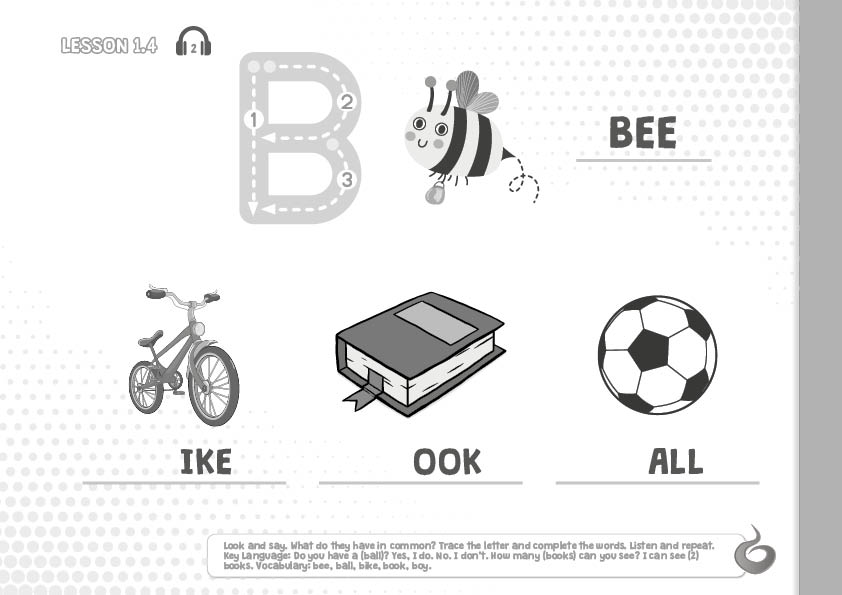 LESSON 1.4
2
B
1
2
3
BEE
IKE
OOK
ALL
Look and say. What do they have in common? Trace the letter and complete the words. Listen and repeat.
Key Language: Do you have a (ball)? Yes, I do. No, I don't. How many (books) can you see? I can see (2)
books. Vocabulary: bee, ball, bike, book, boy.